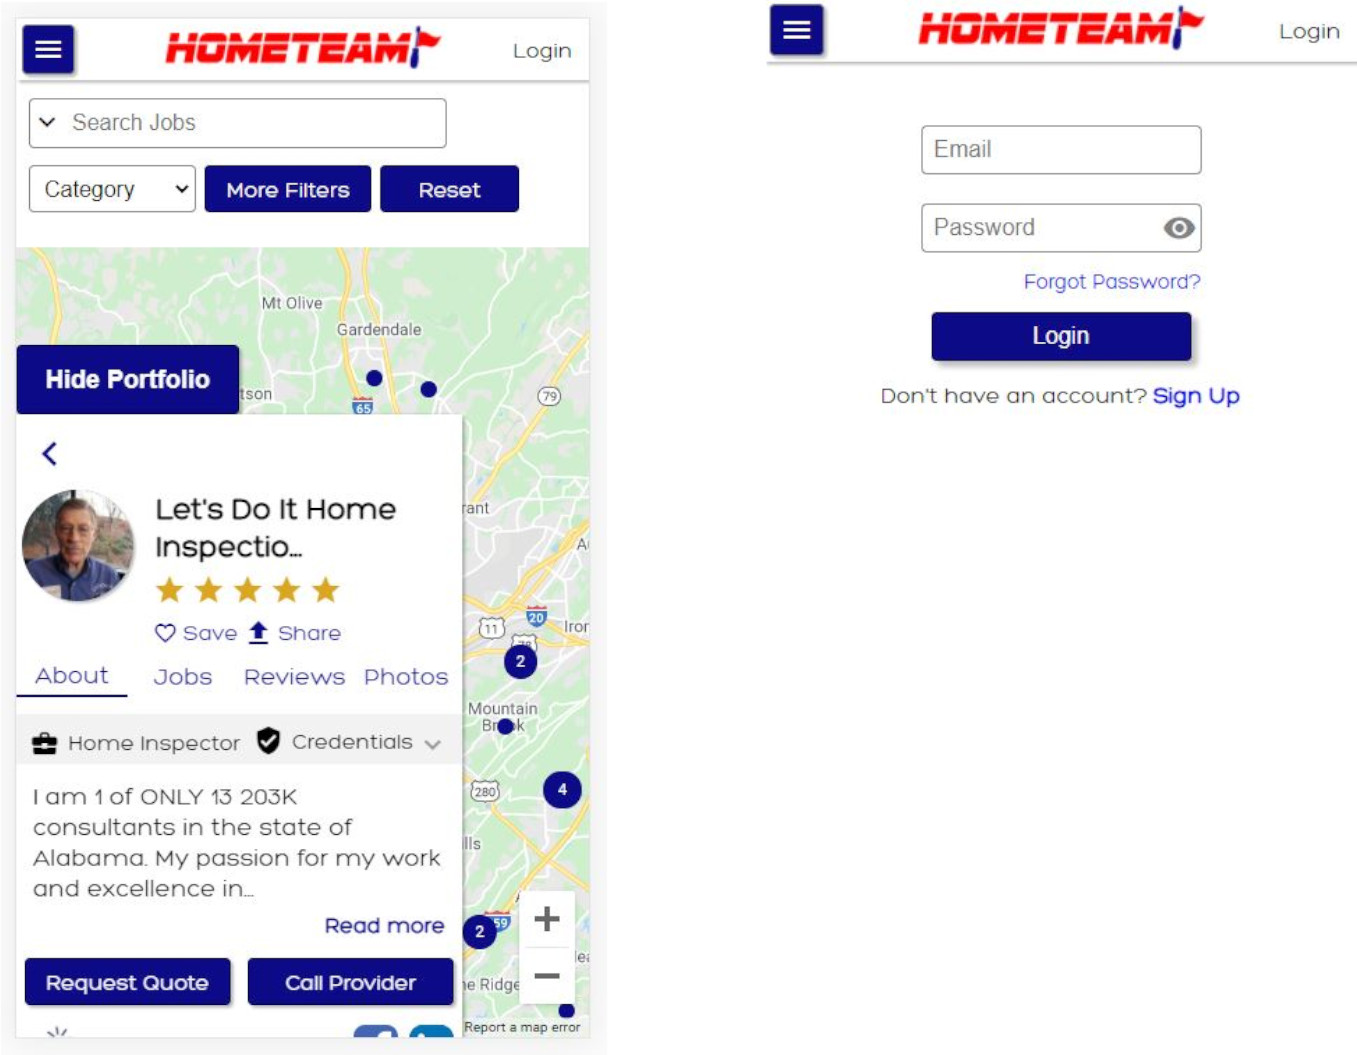 HOMETEAM
Login
Search Jobs
Category
More Filters
Reset
Mt Olive
Gardendale
Hide Portfolio
tson
65
79
Let's Do It Home
Inspectio...
rant
Save
Share
20
11
Iron
78
2
About
Jobs
Reviews
Photos
Mountain
Home Inspector
Credentials
280
4
I am 1 of ONLY 13 203K
consultants in the state of
Alabama. My passion for my work
and excellence in...
lls
Read more
2
59
Request Quote
Call Provider
e Ridge
Report a map error
HOMETEAM
Login
Email
Password
Forgot Password?
Login
Don't have an account? Sign Up